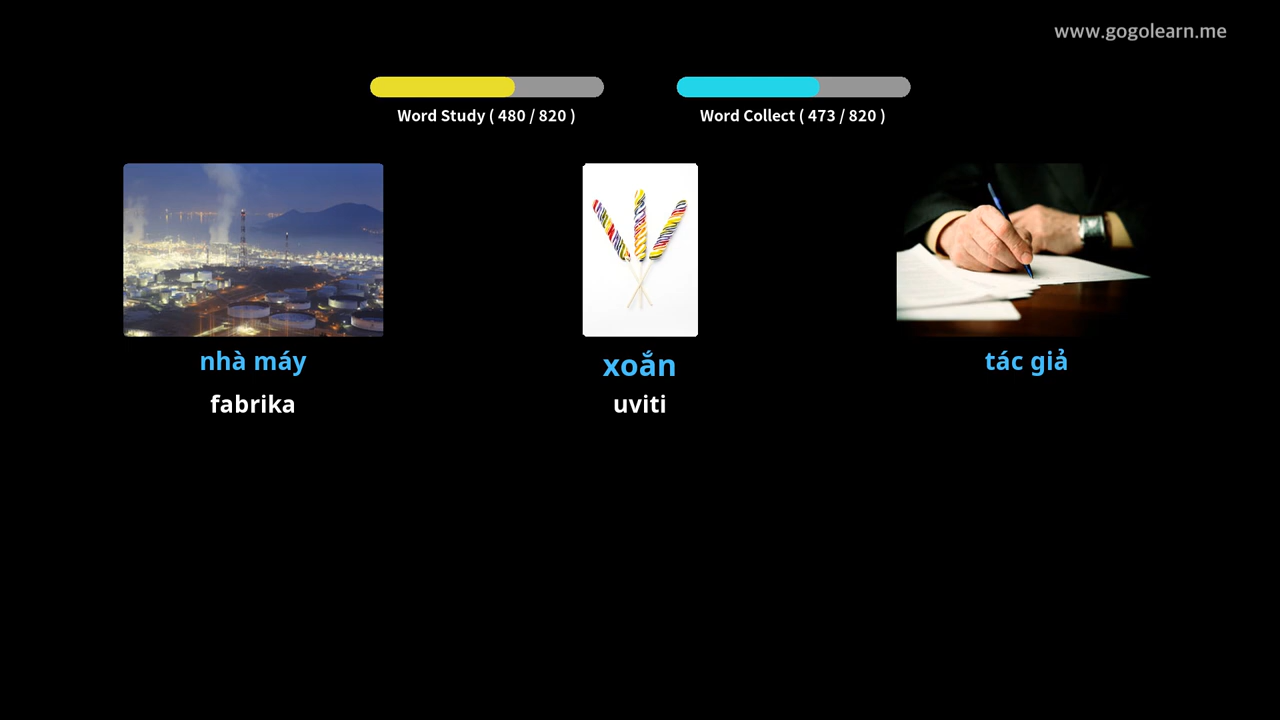 www.gogolearn.me
Word Study ( 480 / 820 )
Word Collect ( 473 / 820 )
nhà máy
xoắn
tác giả
fabrika
uviti